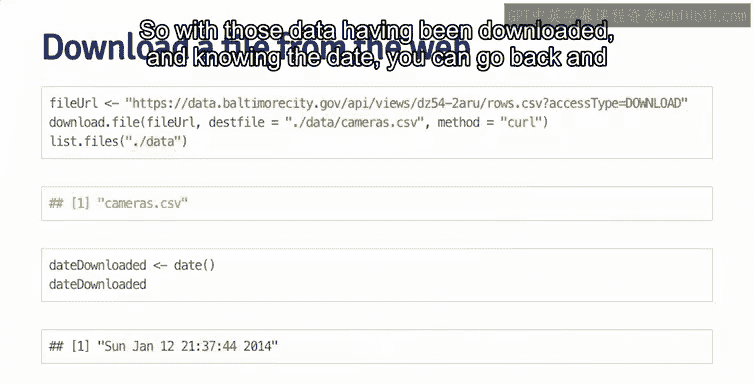 So with those data having been downloaded,
and knowing the date, you can go back and
Download a file from the web
fileUrl <- "https://data.baltimorecity.gov/api/views/dz54-2aru/rows.csv?accessType=DOWNLOAD"
download.file(fileUrl, destfile = "./data/cameras.csv", method = "curl")
list.files("./data")
## [1] "cameras.csv"
dateDownloaded <- date()
dateDownloaded
## [1] "Sun Jan 12 21:37:44 2014"